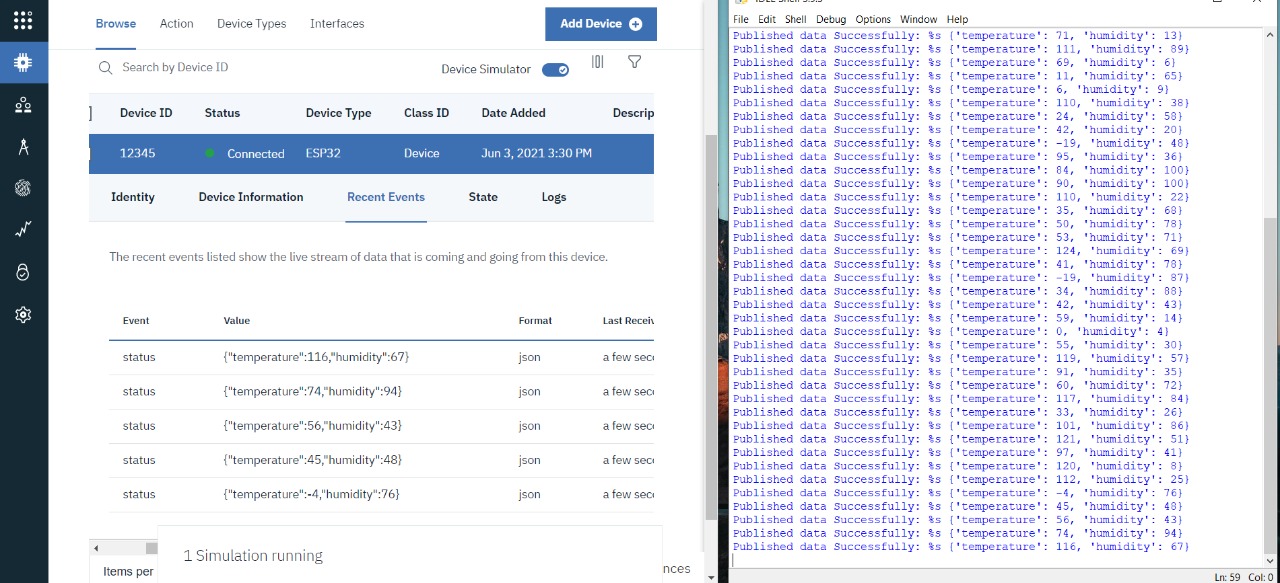 Browse Action Device Types Interfaces
Add Device
Search by Device ID
Device Simulator
Device ID Status Device Type Class ID Date Added Descrip
12345 Connected ESP32 Device Jun 3, 2021 3:30 PM
Identity Device Information Recent Events State Logs
The recent events listed show the live stream of data that is coming and going from this device.
Event Value Format Last Receiv
status {"temperature":116,"humidity":67} json a few seco
status {"temperature":74,"humidity":94} json a few seco
status {"temperature":56,"humidity":43} json a few seco
status {"temperature":45,"humidity":48} json a few seco
status {"temperature":-4,"humidity":76} json a few seco
1 Simulation running
Items per
nces
File Edit Shell Debug Options Window Help
Published data Successfully: %s {'temperature': 71, 'humidity': 13}
Published data Successfully: %s {'temperature': 111, 'humidity': 89}
Published data Successfully: %s {'temperature': 69, 'humidity': 6}
Published data Successfully: %s {'temperature': 11, 'humidity': 65}
Published data Successfully: %s {'temperature': 6, 'humidity': 9}
Published data Successfully: %s {'temperature': 110, 'humidity': 38}
Published data Successfully: %s {'temperature': 24, 'humidity': 58}
Published data Successfully: %s {'temperature': 42, 'humidity': 20}
Published data Successfully: %s {'temperature': -19, 'humidity': 48}
Published data Successfully: %s {'temperature': 95, 'humidity': 36}
Published data Successfully: %s {'temperature': 84, 'humidity': 100}
Published data Successfully: %s {'temperature': 90, 'humidity': 100}
Published data Successfully: %s {'temperature': 110, 'humidity': 22}
Published data Successfully: %s {'temperature': 35, 'humidity': 68}
Published data Successfully: %s {'temperature': 50, 'humidity': 78}
Published data Successfully: %s {'temperature': 53, 'humidity': 71}
Published data Successfully: %s {'temperature': 124, 'humidity': 69}
Published data Successfully: %s {'temperature': 41, 'humidity': 78}
Published data Successfully: %s {'temperature': -19, 'humidity': 87}
Published data Successfully: %s {'temperature': 34, 'humidity': 88}
Published data Successfully: %s {'temperature': 42, 'humidity': 43}
Published data Successfully: %s {'temperature': 59, 'humidity': 14}
Published data Successfully: %s {'temperature': 0, 'humidity': 4}
Published data Successfully: %s {'temperature': 55, 'humidity': 30}
Published data Successfully: %s {'temperature': 119, 'humidity': 57}
Published data Successfully: %s {'temperature': 91, 'humidity': 35}
Published data Successfully: %s {'temperature': 60, 'humidity': 72}
Published data Successfully: %s {'temperature': 117, 'humidity': 84}
Published data Successfully: %s {'temperature': 33, 'humidity': 26}
Published data Successfully: %s {'temperature': 101, 'humidity': 86}
Published data Successfully: %s {'temperature': 121, 'humidity': 51}
Published data Successfully: %s {'temperature': 97, 'humidity': 41}
Published data Successfully: %s {'temperature': 120, 'humidity': 8}
Published data Successfully: %s {'temperature': 112, 'humidity': 25}
Published data Successfully: %s {'temperature': -4, 'humidity': 76}
Published data Successfully: %s {'temperature': 45, 'humidity': 48}
Published data Successfully: %s {'temperature': 56, 'humidity': 43}
Published data Successfully: %s {'temperature': 74, 'humidity': 94}
Published data Successfully: %s {'temperature': 116, 'humidity': 67}
Ln: 59 Col: 0